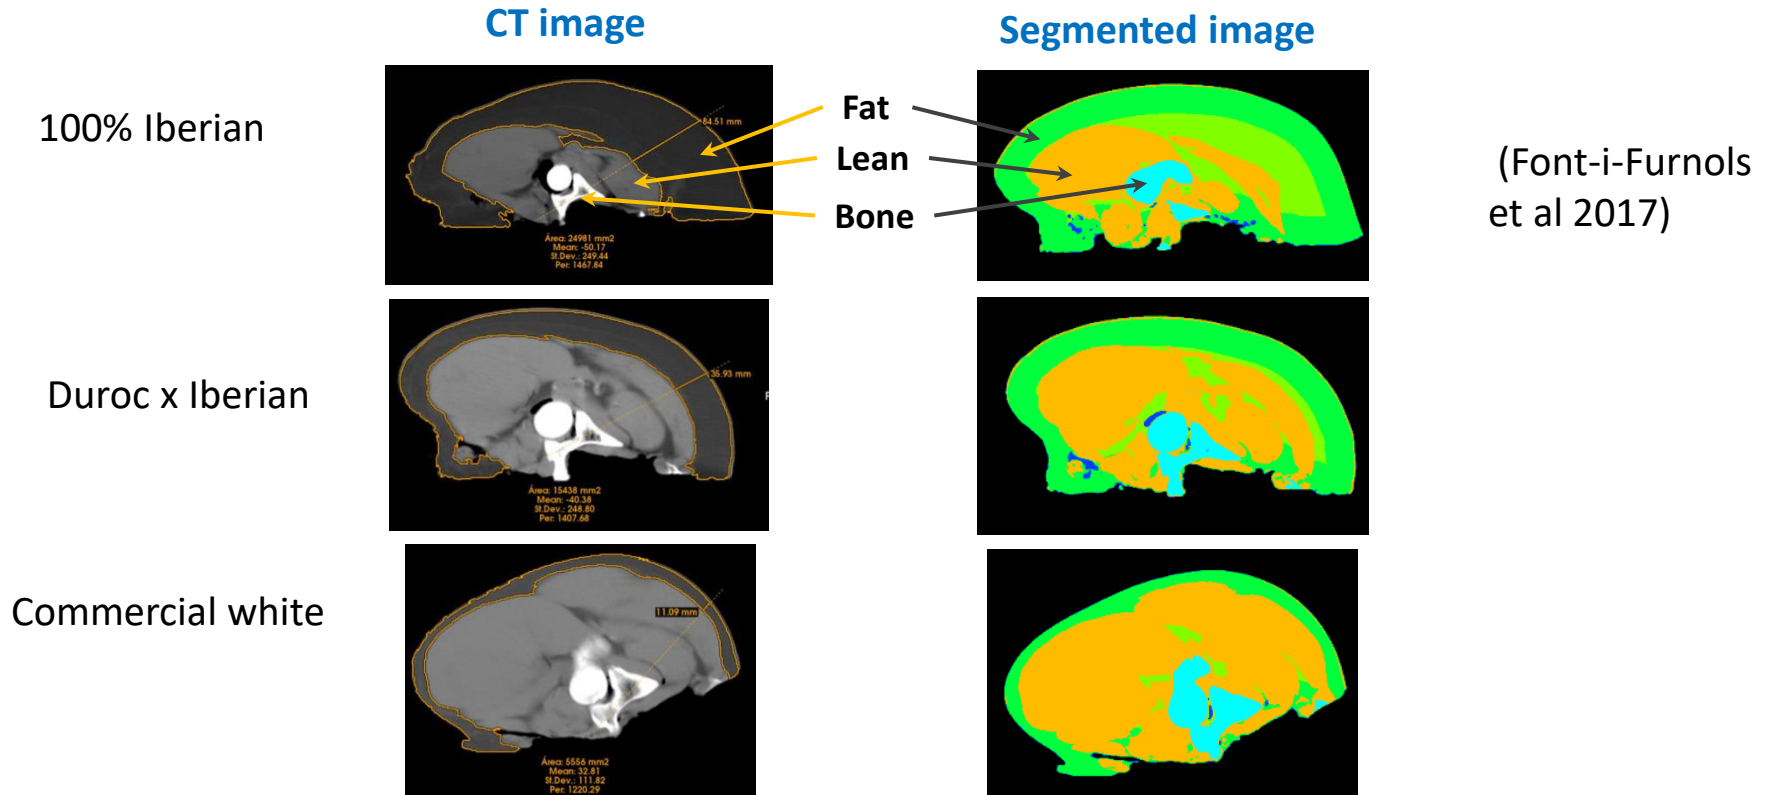 CT image
Segmented image
100% Iberian
84.51 mm
Fat
Lean
Bone
(Font-i-Furnols
et al 2017)
Área: 24981 mm2
Mean: -50.17
St.Dev.: 249.44
Per: 1467.84
Duroc x Iberian
35.93 mm
Área: 15438 mm2
Mean: -40.38
St.Dev.: 248.80
Per: 1407.68
Commercial white
11.09 mm
Área: 5556 mm2
Mean: 32.81
St.Dev.: 111.82
Per: 1220.29